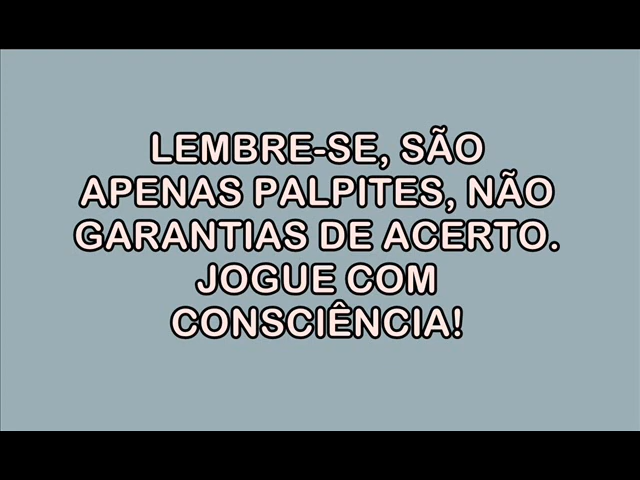 LEMBRE-SE, SÃO
APENAS PALPITES, NÃO
GARANTIAS DE ACERTO.
JOGUE COM
CONSCIÊNCIA!